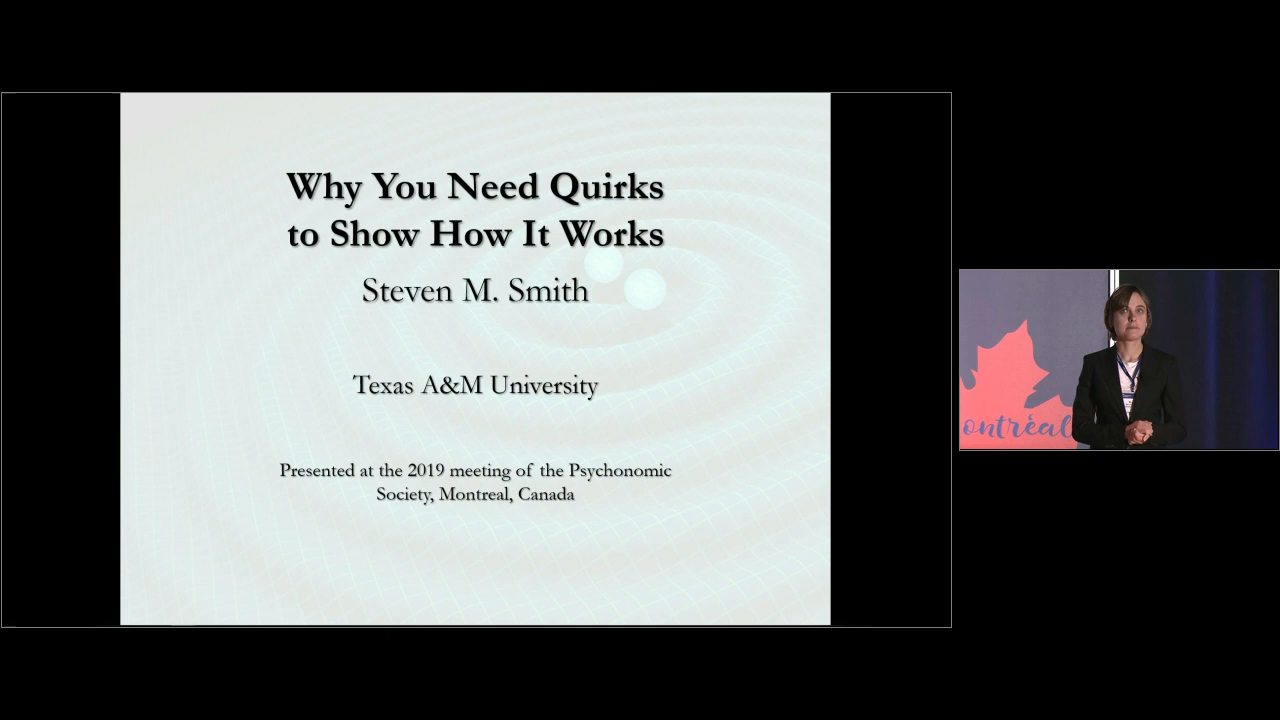 Why You Need Quirks
to Show How It Works
Steven M. Smith
Texas A&M University
Presented at the 2019 meeting of the Psychonomic
Society, Montreal, Canada
ontréal